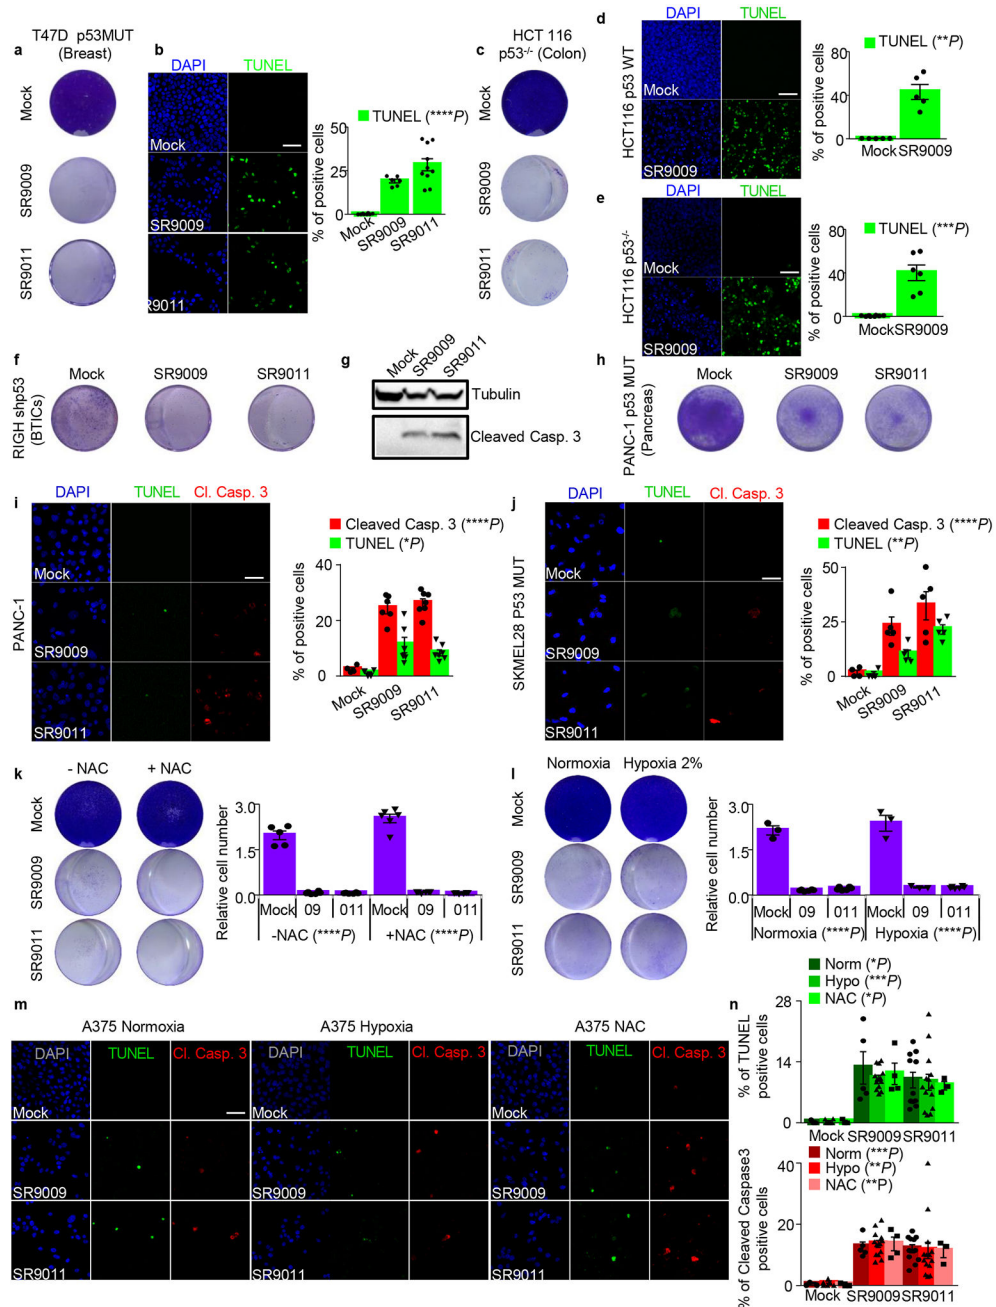 a
T47D p53MUT
(Breast)
Mock
SR9009
SR9011
b
DAPI
TUNEL
Mock
SR9009
R9011
TUNEL (****P)
% of positive cells
50
25
0
Mock
SR9009
SR9011
c
HCT 116
p53-/- (Colon)
Mock
SR9009
SR9011
d
DAPI
TUNEL
HCT116 p53 WT
Mock
SR9009
TUNEL (**P)
% of positive cells
80
40
0
Mock SR9009
e
DAPI
TUNEL
HCT116 p53-/-
Mock
SR9009
TUNEL (***P)
% of positive cells
80
40
0
Mock SR9009
f
RIGH shp53
(BTICs)
Mock
SR9009
SR9011
g
Mock
SR9009
SR9011
Tubulin
Cleaved Casp. 3
h
PANC-1 p53 MUT
(Pancreas)
Mock
SR9009
SR9011
i
DAPI
TUNEL
Cl. Casp. 3
PANC-1
Mock
SR9009
SR9011
Cleaved Casp. 3 (****P)
TUNEL (*P)
% of positive cells
40
20
0
Mock
SR9009
SR9011
j
DAPI
TUNEL
Cl. Casp. 3
SKMEL28 P53 MUT
Mock
SR9009
SR9011
Cleaved Casp. 3 (****P)
TUNEL (**P)
% of positive cells
50
25
0
Mock
SR9009
SR9011
k
- NAC
+ NAC
Mock
SR9009
SR9011
Relative cell number
3.0
1.5
0.0
Mock 09 011 Mock 09 011
-NAC (****P) +NAC (****P)
l
Normoxia
Hypoxia 2%
Mock
SR9009
SR9011
Relative cell number
3.0
1.5
0.0
Mock 09 011 Mock 09 011
Normoxia (****P) Hypoxia (****P)
m
A375 Normoxia
A375 Hypoxia
A375 NAC
DAPI TUNEL Cl. Casp. 3
DAPI TUNEL Cl. Casp. 3
DAPI TUNEL Cl. Casp. 3
Mock
Mock
Mock
SR9009
SR9009
SR9009
SR9011
SR9011
SR9011
n
Norm (*P)
Hypo (***P)
NAC (*P)
% of TUNEL
positive cells
28
14
0
Mock SR9009 SR9011
Norm (***P)
Hypo (**P)
NAC (**P)
% of Cleaved Caspase3
positive cells
40
20
0
Mock SR9009 SR9011